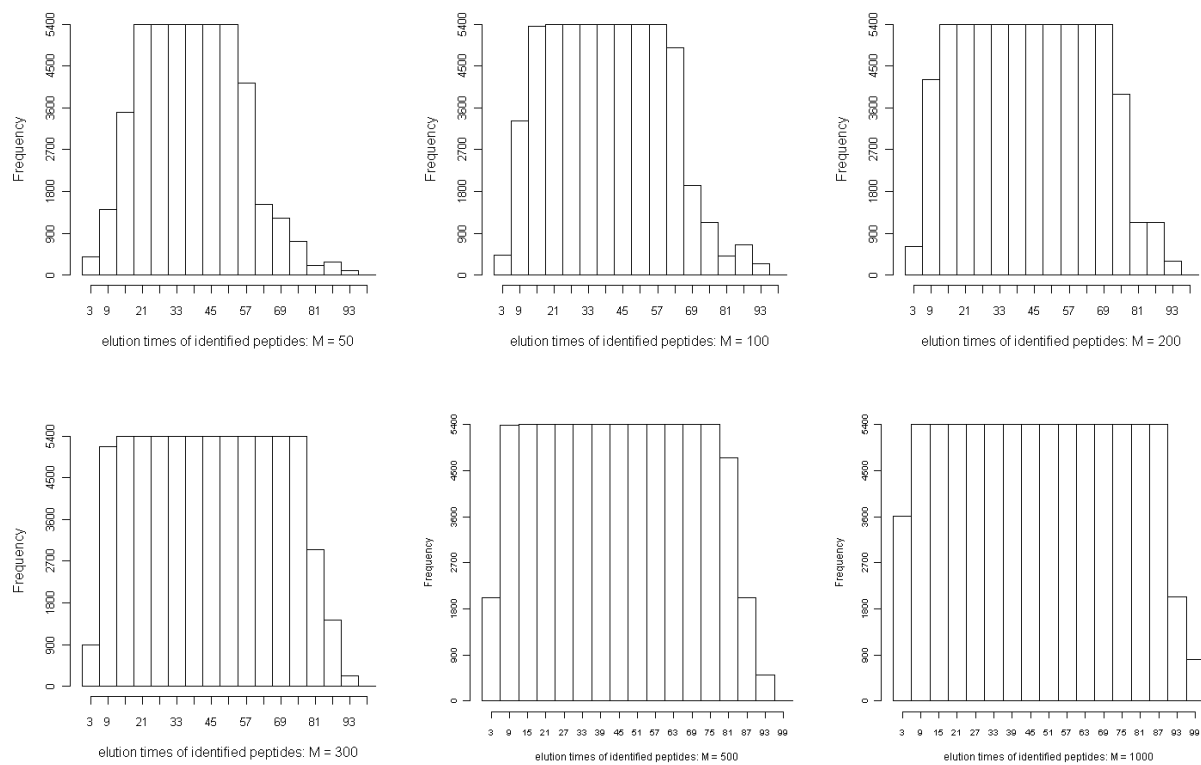 Frequency
0 900 1800 2700 3600 4500 5400
3 9 21 33 45 57 69 81 93
elution times of identified peptides: M = 50
Frequency
0 900 1800 2700 3600 4500 5400
3 9 21 33 45 57 69 81 93
elution times of identified peptides: M = 100
Frequency
0 900 1800 2700 3600 4500 5400
3 9 21 33 45 57 69 81 93
elution times of identified peptides: M = 200
Frequency
0 900 1800 2700 3600 4500 5400
3 9 21 33 45 57 69 81 93
elution times of identified peptides: M = 300
Frequency
0 900 1800 2700 3600 4500 5400
3 9 15 21 27 33 39 45 51 57 63 69 75 81 87 93 99
elution times of identified peptides: M = 500
Frequency
0 900 1800 2700 3600 4500 5400
3 9 15 21 27 33 39 45 51 57 63 69 75 81 87 93 99
elution times of identified peptides: M = 1000